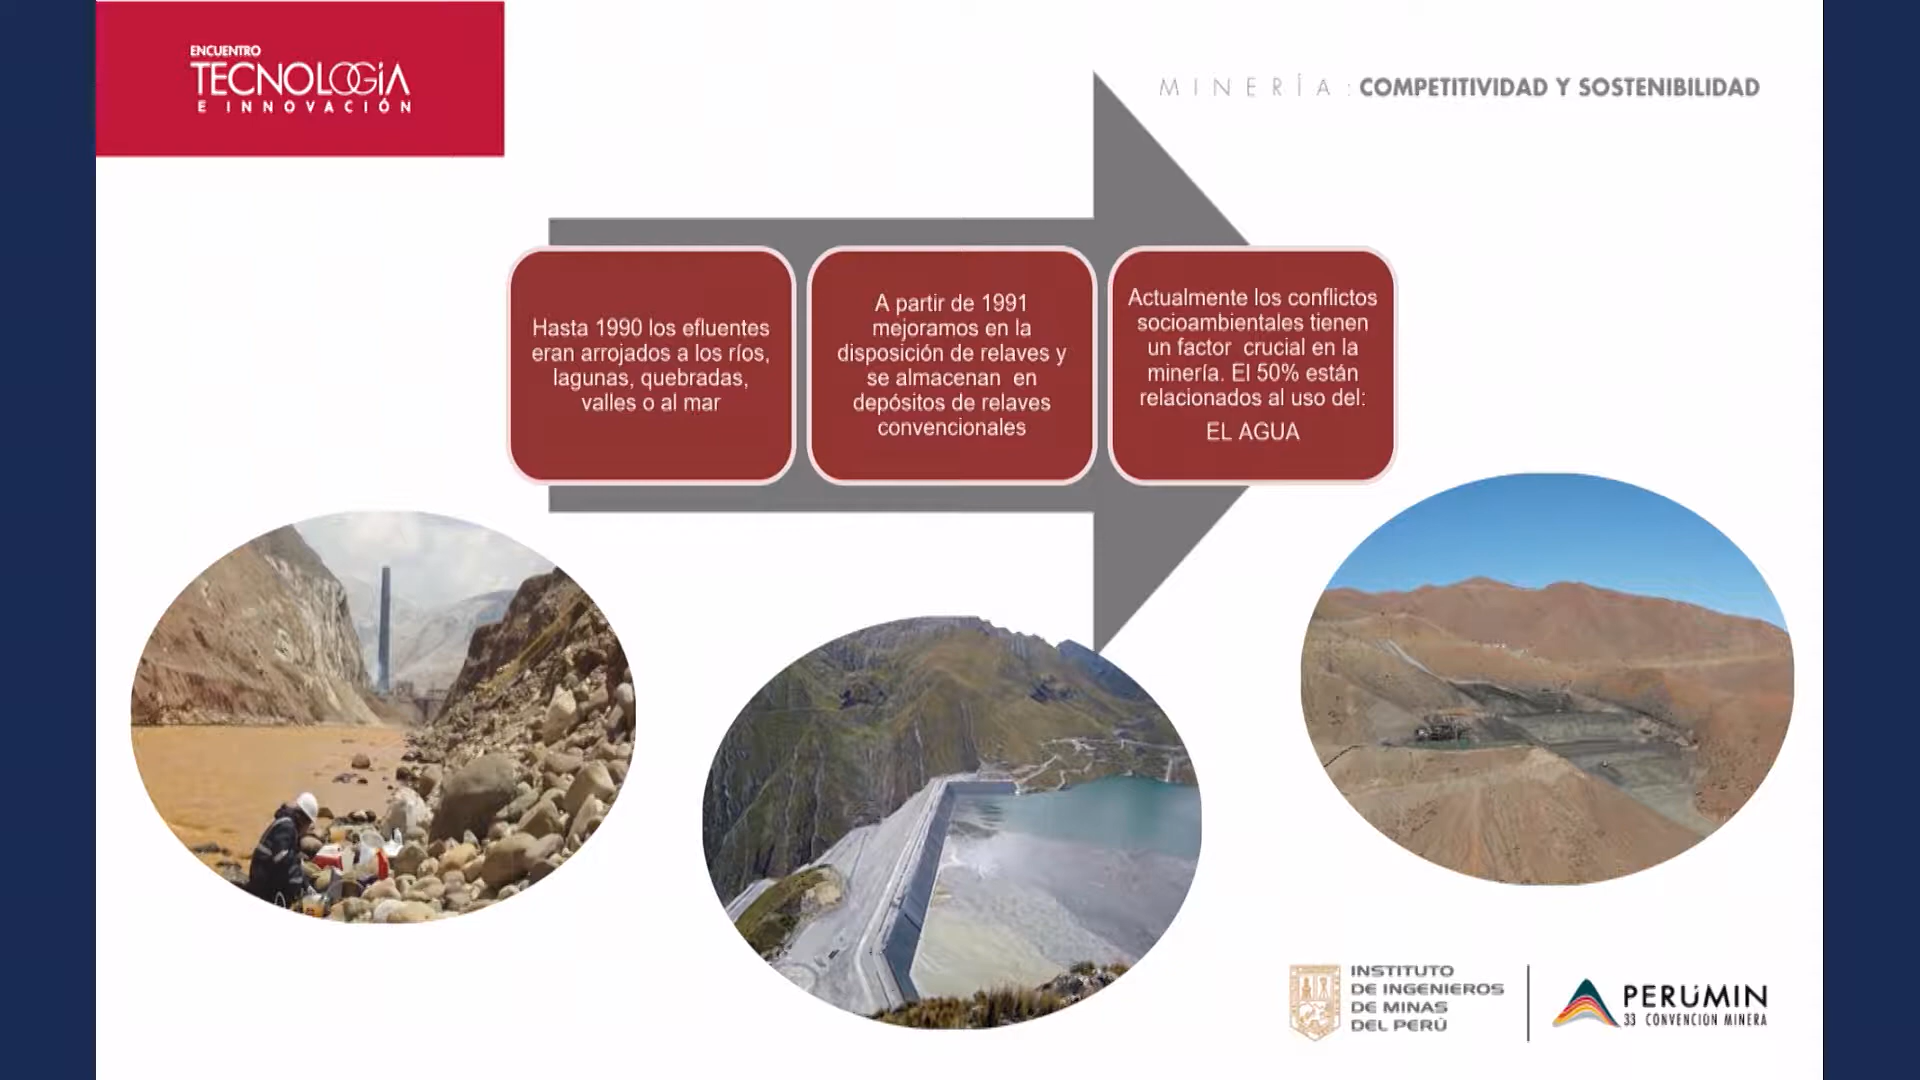 ENCUENTRO
TECNOLOGÍA
E INNOVACIÓN
MINERÍA: COMPETITIVIDAD Y SOSTENIBILIDAD
Hasta 1990 los efluentes
eran arrojados a los ríos,
lagunas, quebradas,
valles o al mar
A partir de 1991
mejoramos en la
disposición de relaves y
se almacenan en
depósitos de relaves
convencionales
Actualmente los conflictos
socioambientales tienen
un factor crucial en la
minería. El 50% están
relacionados al uso del:
EL AGUA
INSTITUTO
DE INGENIEROS
DE MINAS
DEL PERÚ
PERÚMIN
33 CONVENCIÓN MINERA